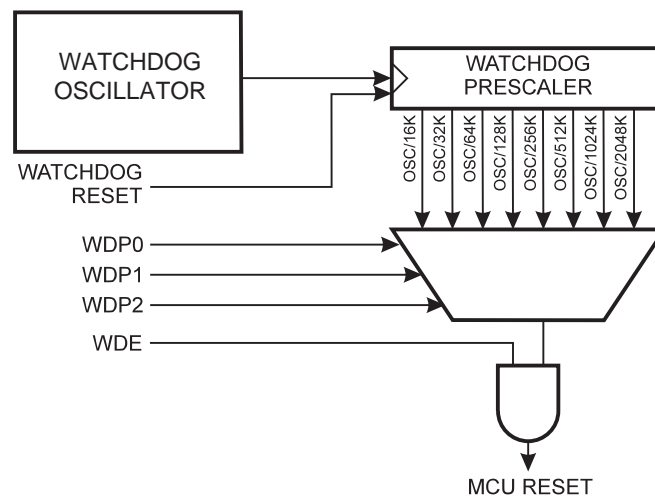 WATCHDOG
OSCILLATOR
WATCHDOG
PRESCALER
OSC/16K
OSC/32K
OSC/64K
OSC/128K
OSC/256K
OSC/512K
OSC/1024K
OSC/2048K
WATCHDOG
RESET
WDP0
WDP1
WDP2
WDE
MCU RESET